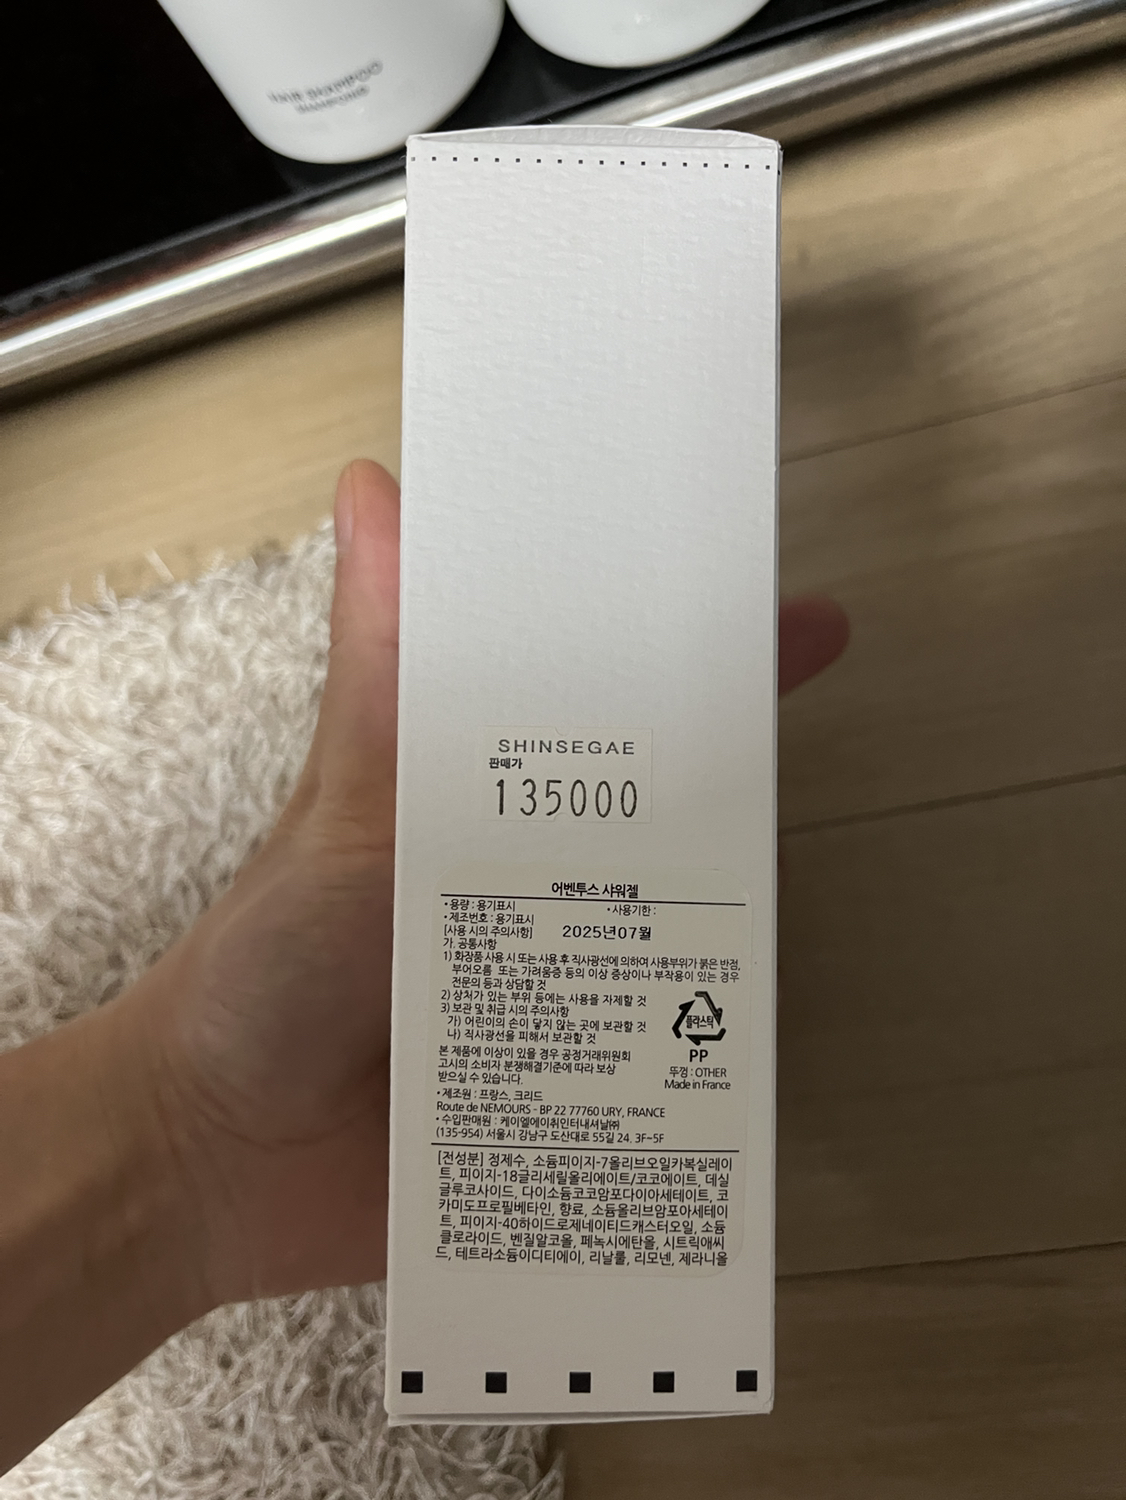 HAIR SHAMPOO
SHINSEGAE
판매가
135000
어벤투스 샤워젤
• 용량 : 용기표시
• 사용기한 :
• 제조번호 : 용기표시
[사용 시의 주의사항]
2025년07월
가. 공통사항
1) 화장품 사용 시 또는 사용 후 직사광선에 의하여 사용부위가 붉은 반점,
부어오름 또는 가려움증 등의 이상 증상이나 부작용이 있는 경우
전문의 등과 상담할 것
2) 상처가 있는 부위 등에는 사용을 자제할 것
3) 보관 및 취급 시의 주의사항
가) 어린이의 손이 닿지 않는 곳에 보관할 것
나) 직사광선을 피해서 보관할 것
플라스틱
PP
뚜껑 : OTHER
Made in France
본 제품에 이상이 있을 경우 공정거래위원회
고시의 소비자 분쟁해결기준에 따라 보상
받으실 수 있습니다.
• 제조원 : 프랑스, 크리드
Route de NEMOURS - BP 22 77760 URY, FRANCE
• 수입판매원 : 케이엘에이취인터내셔날㈜
(135-954) 서울시 강남구 도산대로 55길 24. 3F~5F
[전성분] 정제수, 소듐피이지-7올리브오일카복실레이
트, 피이지-18글리세릴올리에이트/코코에이트, 데실
글루코사이드, 다이소듐코코암포다이아세테이트, 코
카미도프로필베타인, 향료, 소듐올리브암포아세테이
트, 피이지-40하이드로제네이티드캐스터오일, 소듐
클로라이드, 벤질알코올, 페녹시에탄올, 시트릭애씨
드, 테트라소듐이디티에이, 리날룰, 리모넨, 제라니올